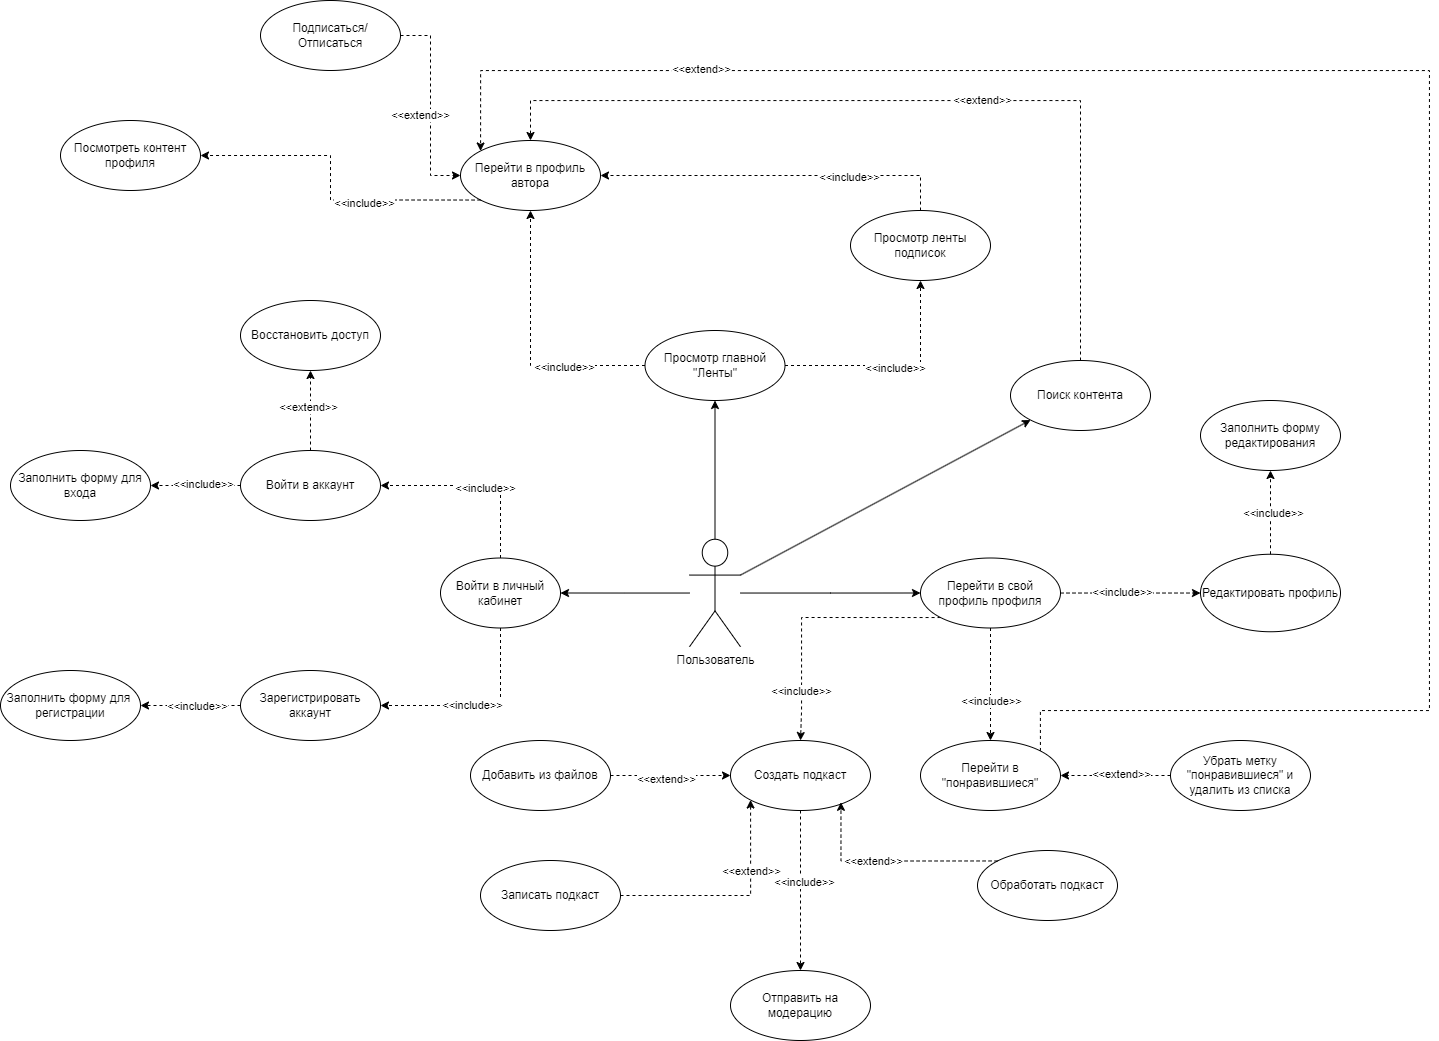 Подписаться/
Отписаться
<<extend>>
<<extend>>
<<extend>>
Посмотреть контент
профиля
Перейти в профиль
автора
<<include>>
<<include>>
Просмотр ленты
подписок
Восстановить доступ
Просмотр главной
"Ленты"
<<include>>
<<include>>
Поиск контента
<<extend>>
Заполнить форму
редактирования
Заполнить форму для
входа
<<include>>
Войти в аккаунт
<<include>>
<<include>>
Войти в личный
кабинет
Перейти в свой
профиль профиля
<<include>>
Редактировать профиль
Пользователь
<<include>>
<<include>>
Заполнить форму для
регистрации
<<include>>
Зарегистрировать
аккаунт
<<include>>
Добавить из файлов
<<extend>>
Создать подкаст
Перейти в
"понравившиеся"
<<extend>>
Убрать метку
"понравившиеся" и
удалить из списка
<<extend>>
<<include>>
<<extend>>
Записать подкаст
Обработать подкаст
Отправить на
модерацию